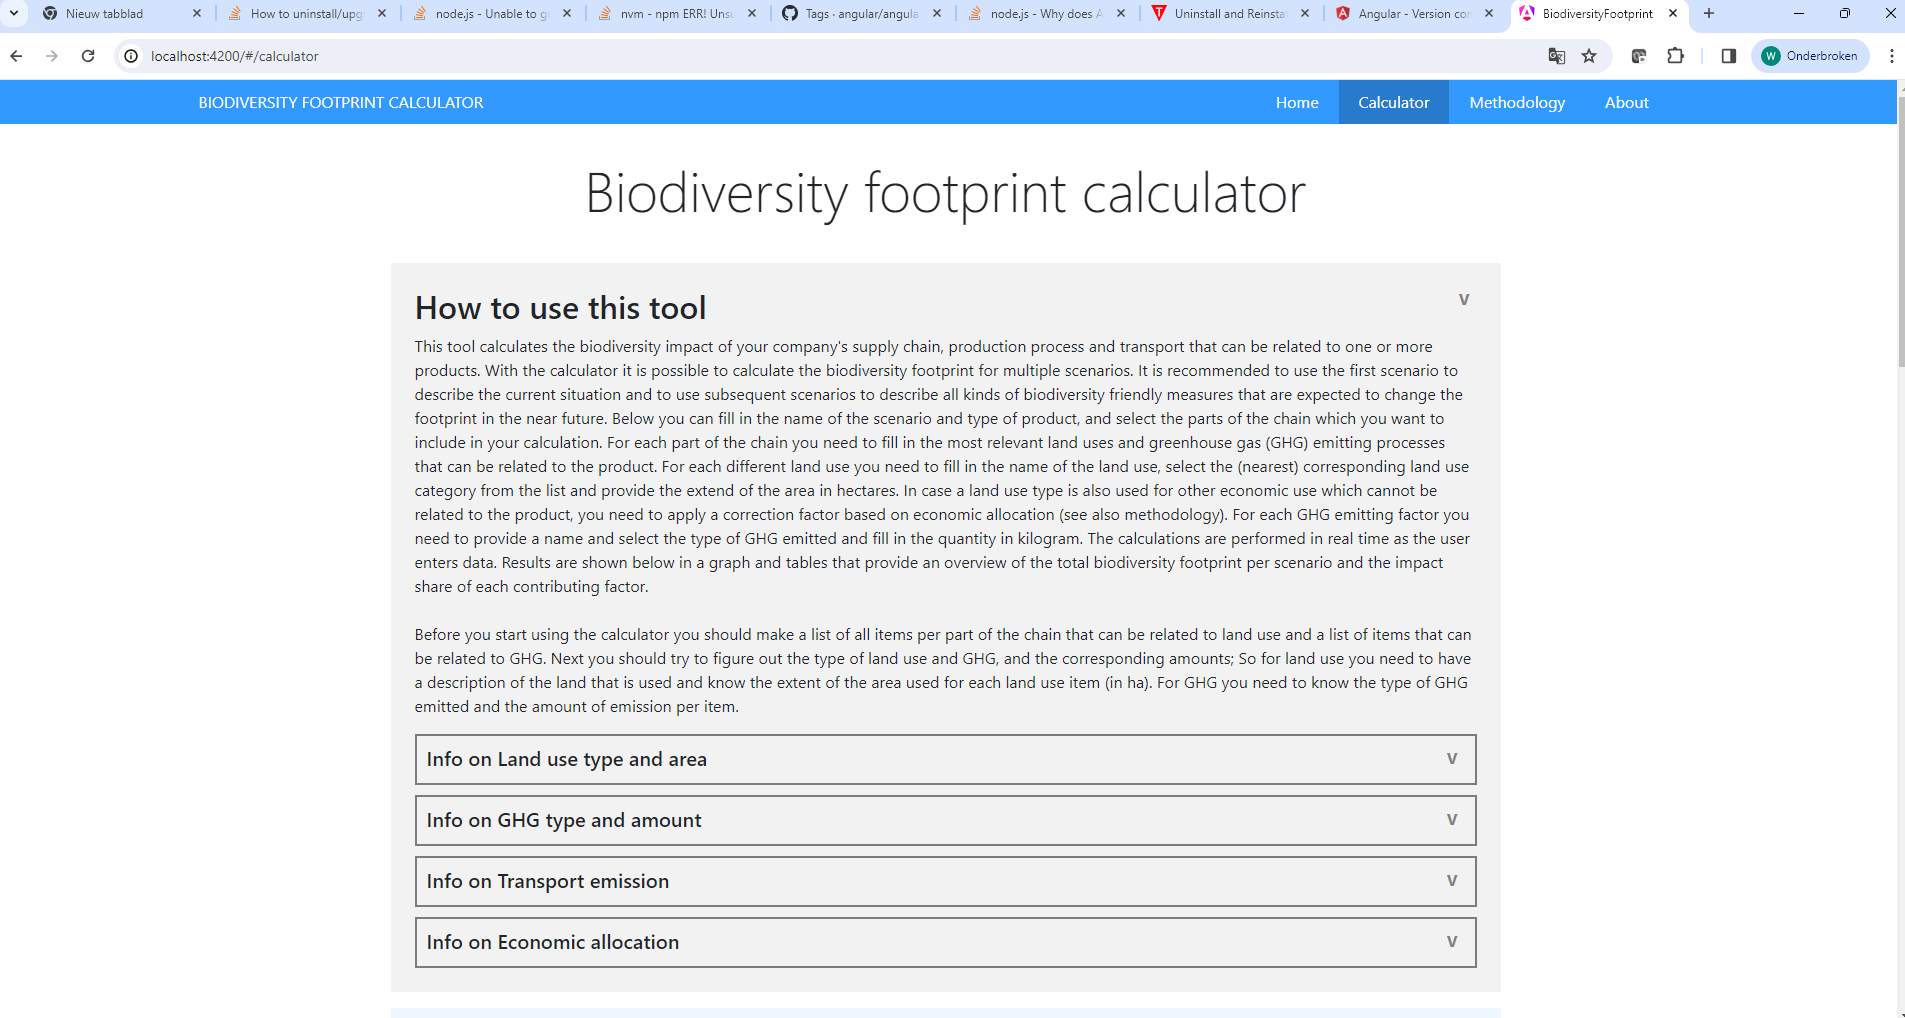 Nieuw tabblad
How to uninstall/upg
node.js - Unable to ge
nvm - npm ERR! Unsu
Tags · angular/angula
node.js - Why does A
Uninstall and Reinsta
Angular - Version con
BiodiversityFootprint
localhost:4200/#/calculator
W Onderbroken
BIODIVERSITY FOOTPRINT CALCULATOR
Home Calculator Methodology About
Biodiversity footprint calculator
How to use this tool
V
This tool calculates the biodiversity impact of your company's supply chain, production process and transport that can be related to one or more
products. With the calculator it is possible to calculate the biodiversity footprint for multiple scenarios. It is recommended to use the first scenario to
describe the current situation and to use subsequent scenarios to describe all kinds of biodiversity friendly measures that are expected to change the
footprint in the near future. Below you can fill in the name of the scenario and type of product, and select the parts of the chain which you want to
include in your calculation. For each part of the chain you need to fill in the most relevant land uses and greenhouse gas (GHG) emitting processes
that can be related to the product. For each different land use you need to fill in the name of the land use, select the (nearest) corresponding land use
category from the list and provide the extend of the area in hectares. In case a land use type is also used for other economic use which cannot be
related to the product, you need to apply a correction factor based on economic allocation (see also methodology). For each GHG emitting factor you
need to provide a name and select the type of GHG emitted and fill in the quantity in kilogram. The calculations are performed in real time as the user
enters data. Results are shown below in a graph and tables that provide an overview of the total biodiversity footprint per scenario and the impact
share of each contributing factor.
Before you start using the calculator you should make a list of all items per part of the chain that can be related to land use and a list of items that can
be related to GHG. Next you should try to figure out the type of land use and GHG, and the corresponding amounts; So for land use you need to have
a description of the land that is used and know the extent of the area used for each land use item (in ha). For GHG you need to know the type of GHG
emitted and the amount of emission per item.
Info on Land use type and area V
Info on GHG type and amount V
Info on Transport emission V
Info on Economic allocation V